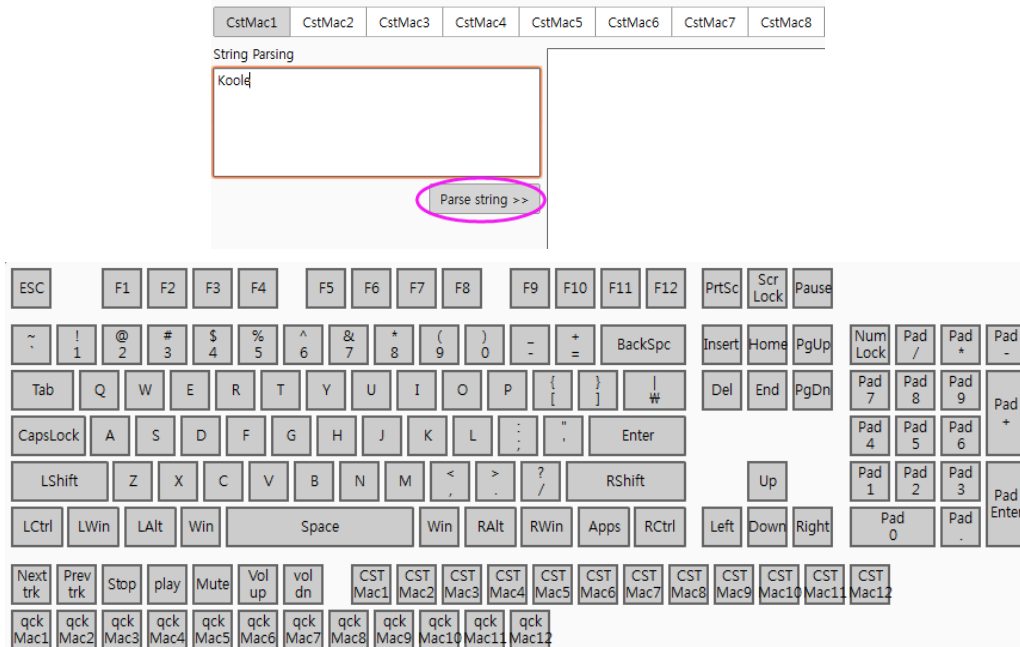 CstMac1 CstMac2 CstMac3 CstMac4 CstMac5 CstMac6 CstMac7 CstMac8
String Parsing
Koole
Parse string >>
ESC F1 F2 F3 F4 F5 F6 F7 F8 F9 F10 F11 F12 PrtSc Scr Lock Pause
~ ` ! 1 @ 2 # 3 $ 4 % 5 ^ 6 & 7 * 8 ( 9 ) 0 _ - + = BackSpc Insert Home PgUp Num Lock Pad / Pad * Pad -
Tab Q W E R T Y U I O P { [ } ] | ₩ Del End PgDn Pad 7 Pad 8 Pad 9 Pad +
CapsLock A S D F G H J K L : ; " ' Enter Pad 4 Pad 5 Pad 6
LShift Z X C V B N M < , > . ? / RShift Up Pad 1 Pad 2 Pad 3 Pad Enter
LCtrl LWin LAlt Win Space Win RAlt RWin Apps RCtrl Left Down Right Pad 0 Pad .
Next trk Prev trk Stop play Mute Vol up vol dn CST Mac1 CST Mac2 CST Mac3 CST Mac4 CST Mac5 CST Mac6 CST Mac7 CST Mac8 CST Mac9 CST Mac10 CST Mac11 CST Mac12
qck Mac1 qck Mac2 qck Mac3 qck Mac4 qck Mac5 qck Mac6 qck Mac7 qck Mac8 qck Mac9 qck Mac10 qck Mac11 qck Mac12